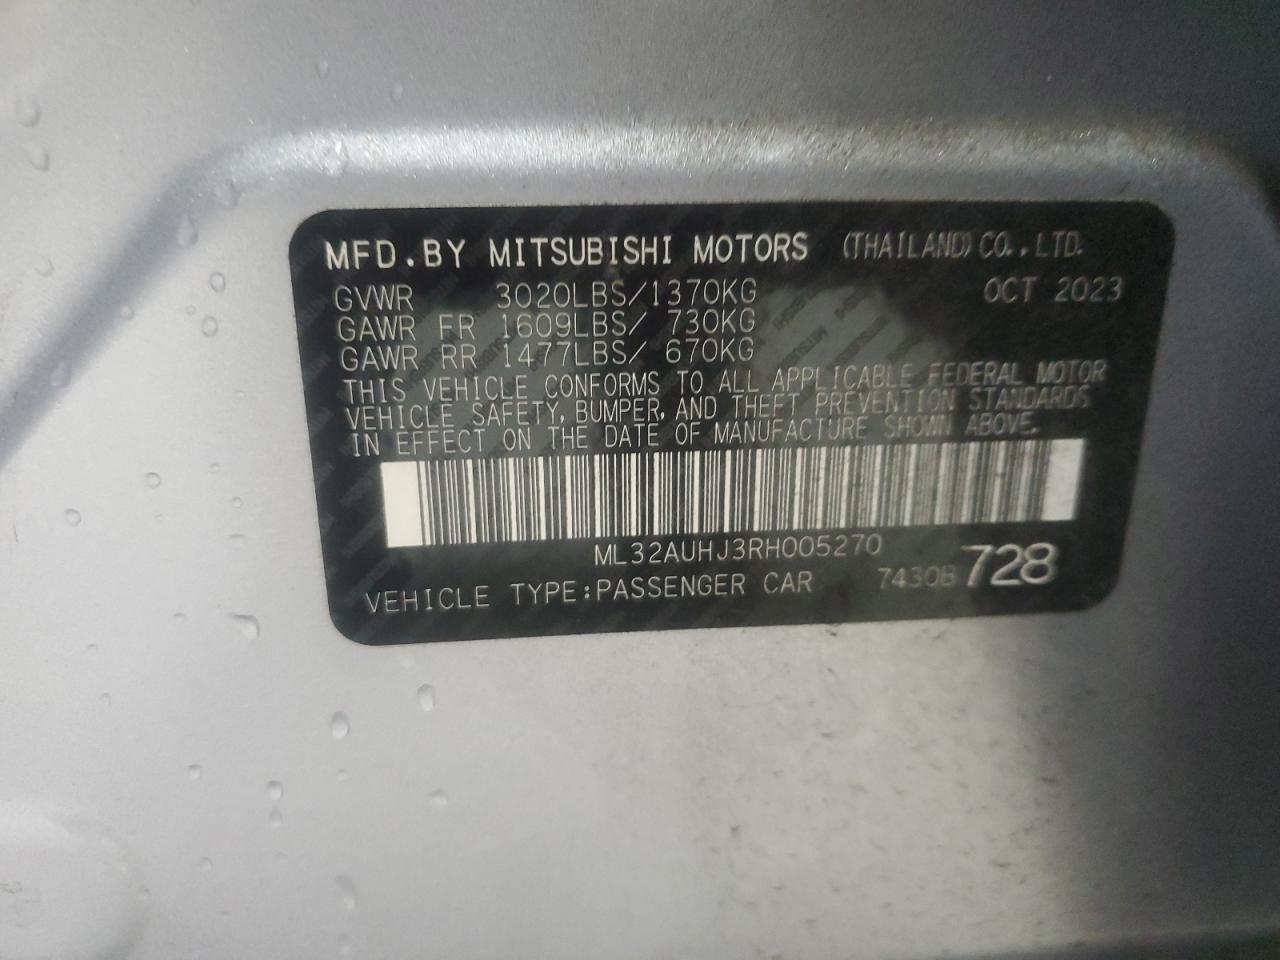 MFD.BY MITSUBISHI MOTORS (THAILAND) CO.,LTD.
GVWR 3020LBS/1370KG OCT 2023
GAWR FR 1609LBS/ 730KG
GAWR RR 1477LBS/ 670KG
THIS VEHICLE CONFORMS TO ALL APPLICABLE FEDERAL MOTOR
VEHICLE SAFETY, BUMPER, AND THEFT PREVENTION STANDARDS
IN EFFECT ON THE DATE OF MANUFACTURE SHOWN ABOVE.
ML32AUHJ3RH005270
VEHICLE TYPE:PASSENGER CAR 7430B 728